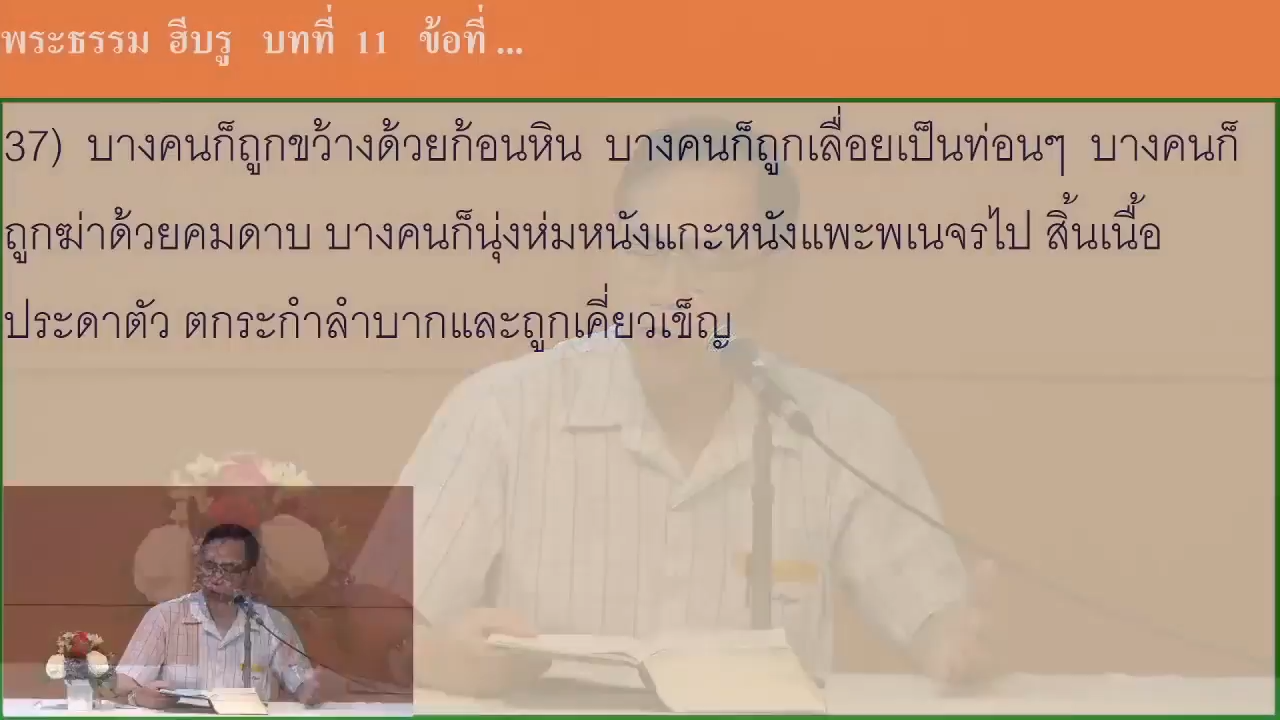 พระธรรม ฮีบรู บทที่ 11 ข้อที่ ...
37) บางคนก็ถูกขว้างด้วยก้อนหิน บางคนก็ถูกเลื่อยเป็นท่อนๆ บางคนก็
ถูกฆ่าด้วยคมดาบ บางคนก็นุ่งห่มหนังแกะหนังแพะพเนจรไป สิ้นเนื้อ
ประดาตัว ตกระกำลำบากและถูกเคี่ยวเข็ญ